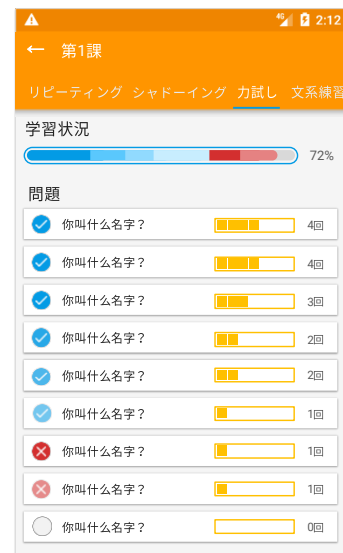 4G 2:12
← 第1課
リピーティング シャドーイング 力試し 文系練習
学習状況
72%
問題
你叫什么名字？ 4回
你叫什么名字？ 4回
你叫什么名字？ 3回
你叫什么名字？ 2回
你叫什么名字？ 2回
你叫什么名字？ 1回
你叫什么名字？ 1回
你叫什么名字？ 1回
你叫什么名字？ 0回